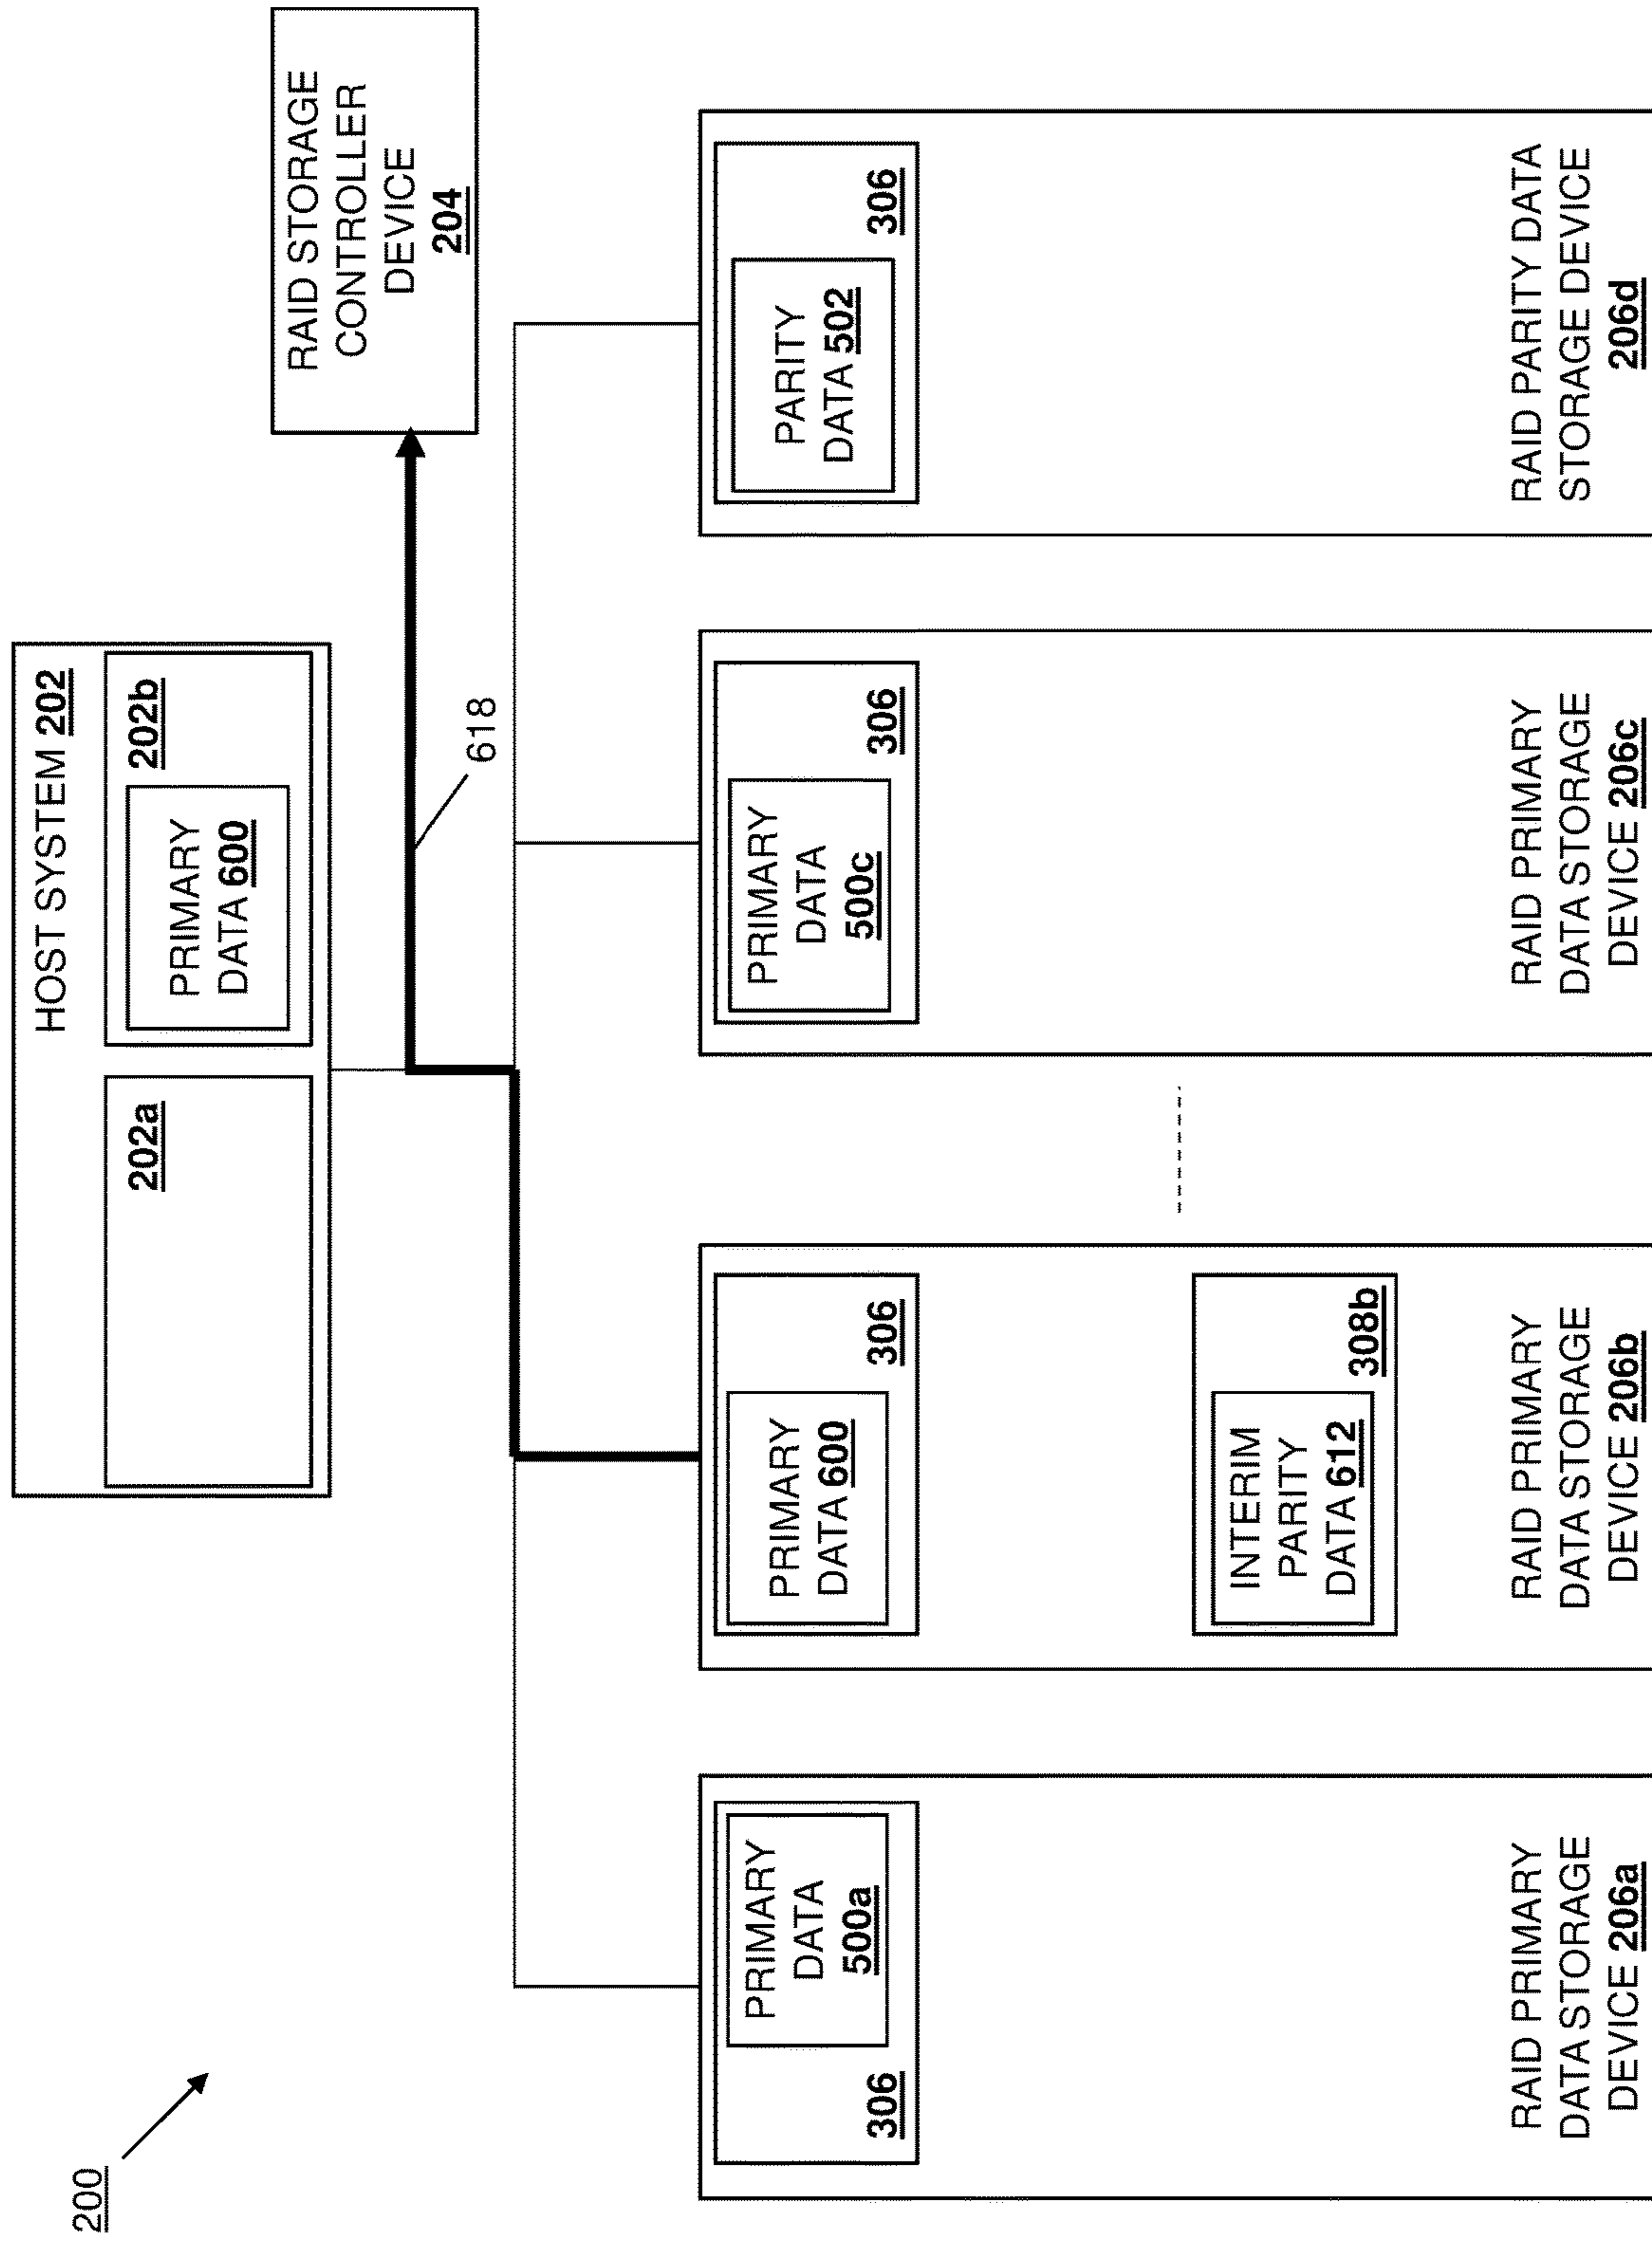 200
HOST SYSTEM 202
202a
202b
PRIMARY
DATA 600
RAID STORAGE
CONTROLLER
DEVICE
204
618
PRIMARY
DATA
500a
306
RAID PRIMARY
DATA STORAGE
DEVICE 206a
PRIMARY
DATA 600
306
INTERIM
PARITY
DATA 612
308b
RAID PRIMARY
DATA STORAGE
DEVICE 206b
PRIMARY
DATA
500c
306
RAID PRIMARY
DATA STORAGE
DEVICE 206c
PARITY
DATA 502
306
RAID PARITY DATA
STORAGE DEVICE
206d